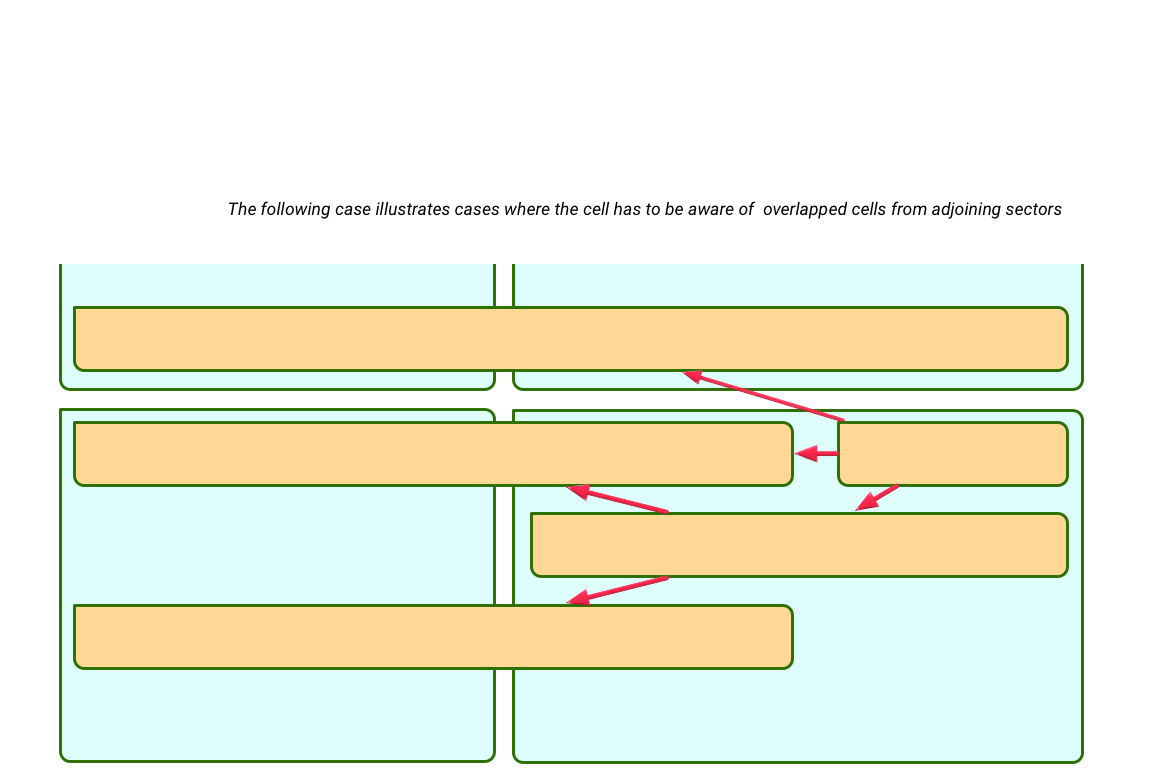 The following case illustrates cases where the cell has to be aware of  overlapped cells from adjoining sectors